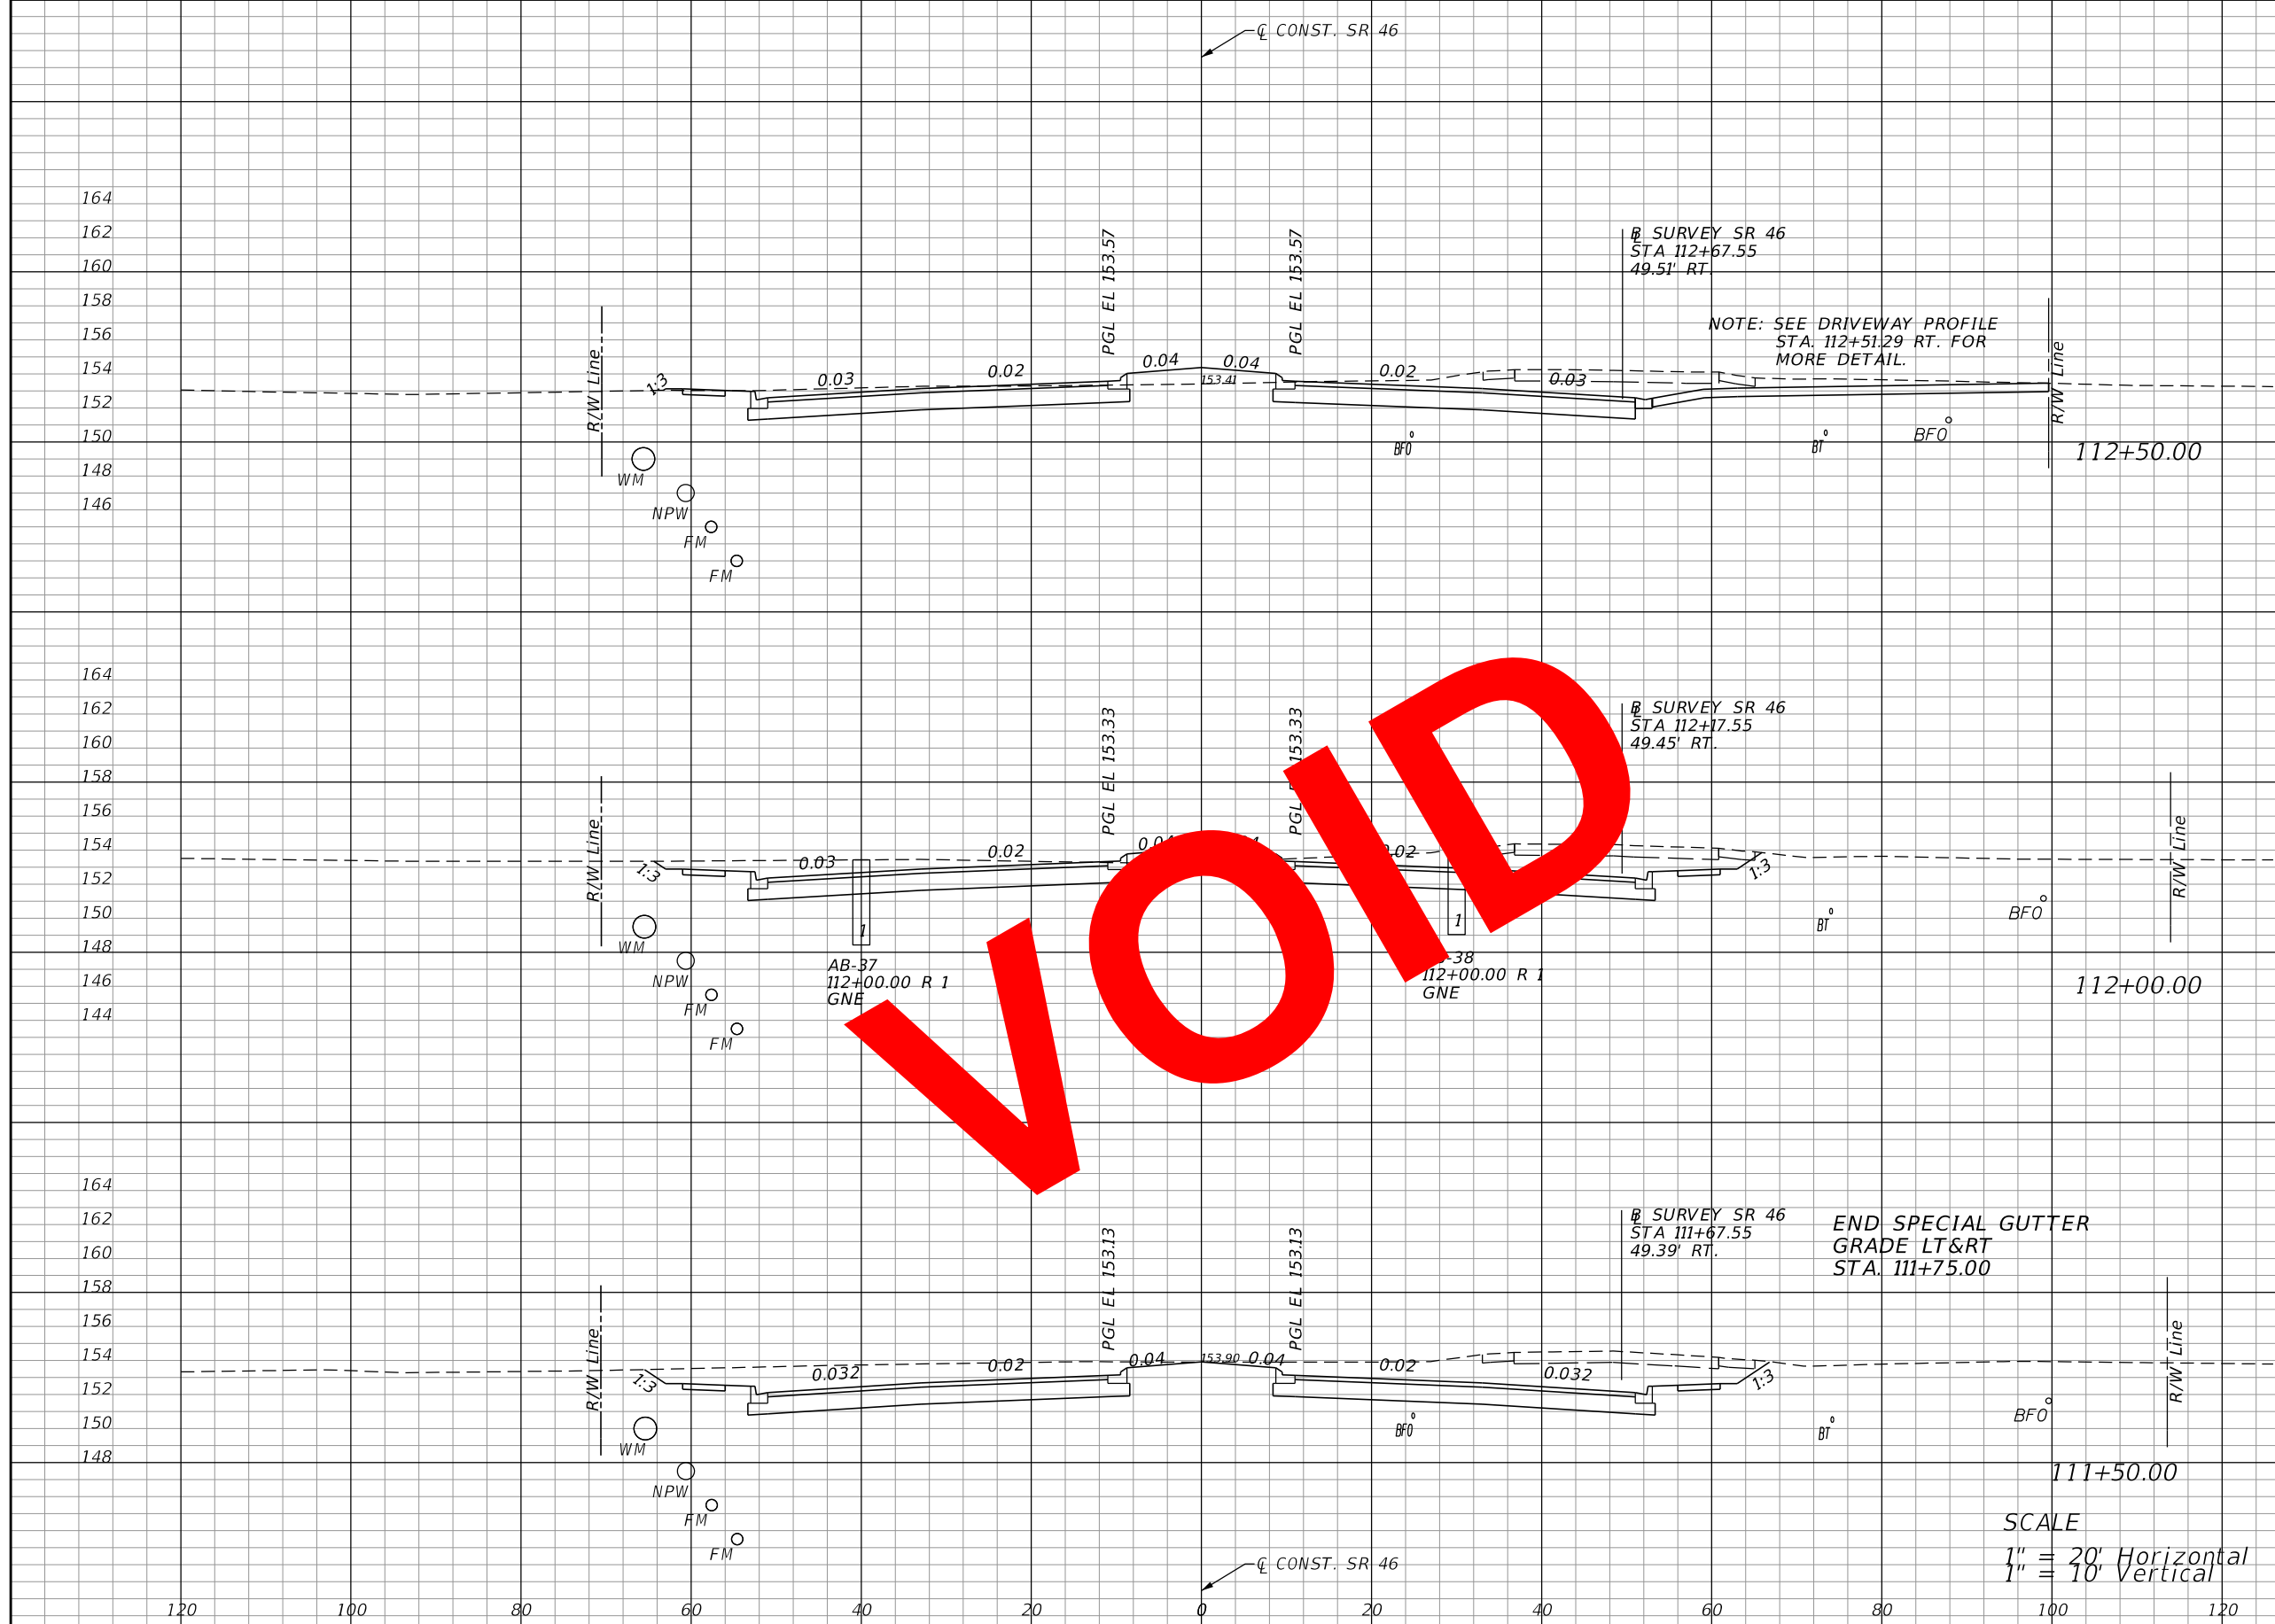 ℄ CONST. SR 46
164
162
160
158
156
154
152
150
148
146
R/W Line
1:3
0.03
0.02
PGL EL 153.57
0.04
0.04
153.41
PGL EL 153.57
0.02
0.03
B SURVEY SR 46
STA 112+67.55
49.51' RT.
NOTE: SEE DRIVEWAY PROFILE
STA. 112+51.29 RT. FOR
MORE DETAIL.
R/W Line
BFO
BT
BFO
112+50.00
WM
NPW
FM
FM
164
162
160
158
156
154
152
150
148
146
144
R/W Line
1:3
0.03
0.02
PGL EL 153.33
PGL EL 153.33
0.02
B SURVEY SR 46
STA 112+17.55
49.45' RT.
1:3
R/W Line
BT
BFO
112+00.00
WM
NPW
FM
FM
1
AB-37
112+00.00 R 1
GNE
1
-38
112+00.00 R 1
GNE
VOID
164
162
160
158
156
154
152
150
148
R/W Line
1:3
0.032
0.02
PGL EL 153.13
0.04
153.90
0.04
PGL EL 153.13
0.02
0.032
B SURVEY SR 46
STA 111+67.55
49.39' RT.
END SPECIAL GUTTER
GRADE LT&RT
STA. 111+75.00
1:3
R/W Line
BFO
BT
BFO
111+50.00
WM
NPW
FM
FM
SCALE
1" = 20' Horizontal
1" = 10' Vertical
℄ CONST. SR 46
120 100 80 60 40 20 0 20 40 60 80 100 120